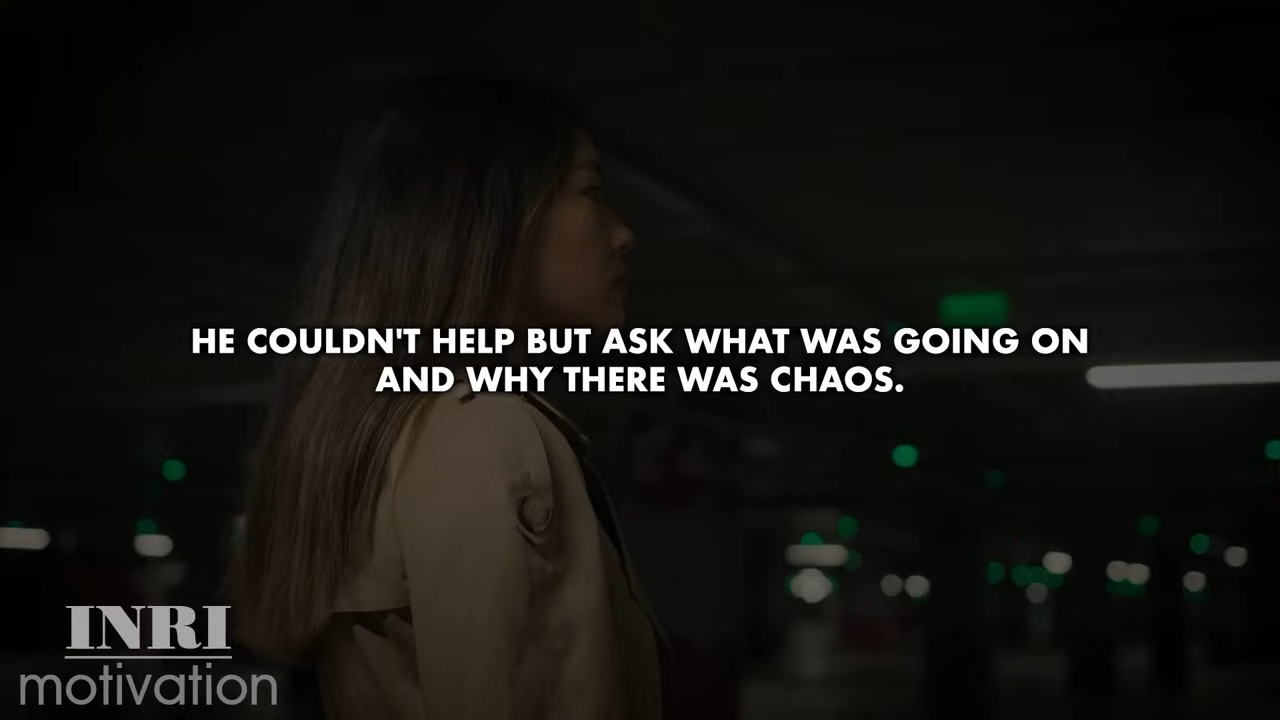 HE COULDN'T HELP BUT ASK WHAT WAS GOING ON
AND WHY THERE WAS CHAOS.
INRI
motivation